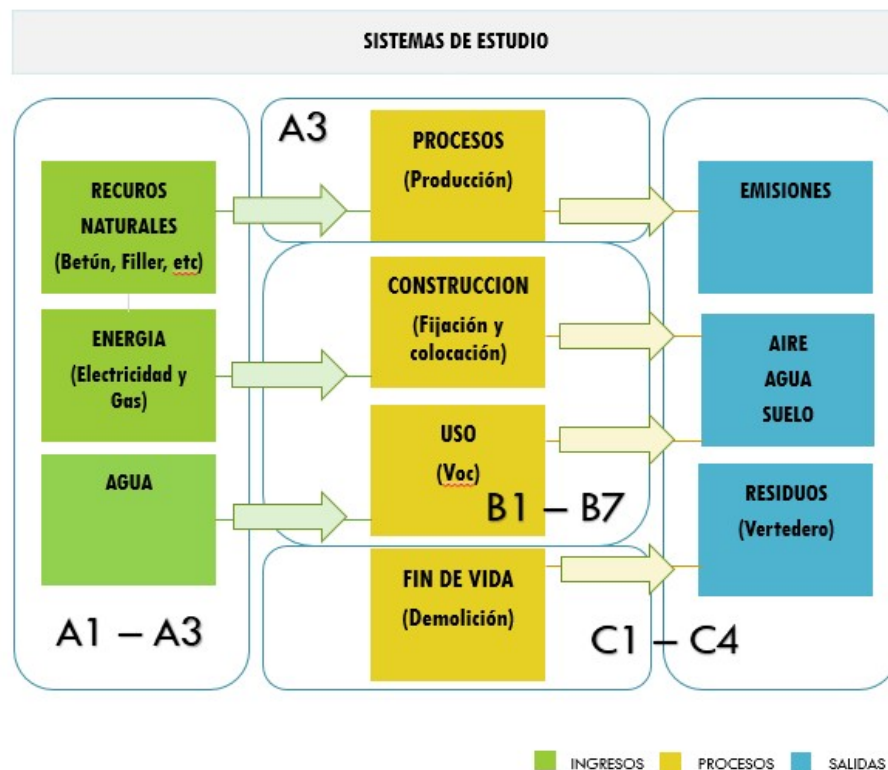 SISTEMAS DE ESTUDIO
A3
RECUROS
NATURALES
(Betún, Filler, etc)
ENERGIA
(Electricidad y
Gas)
AGUA
A1 – A3
PROCESOS
(Producción)
CONSTRUCCION
(Fijación y
colocación)
USO
(Voc)
B1 – B7
FIN DE VIDA
(Demolición)
C1 – C4
EMISIONES
AIRE
AGUA
SUELO
RESIDUOS
(Vertedero)
INGRESOS
PROCESOS
SALIDAS